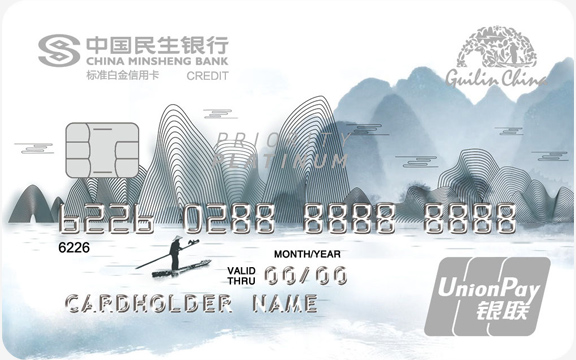 中国民生银行
CHINA MINSHENG BANK
标准白金信用卡 CREDIT
Guilin China
PRIORITY
PLATINUM
6226 0288 8888 8888
6226
MONTH/YEAR
VALID THRU 00/00
CARDHOLDER NAME
UnionPay
银联